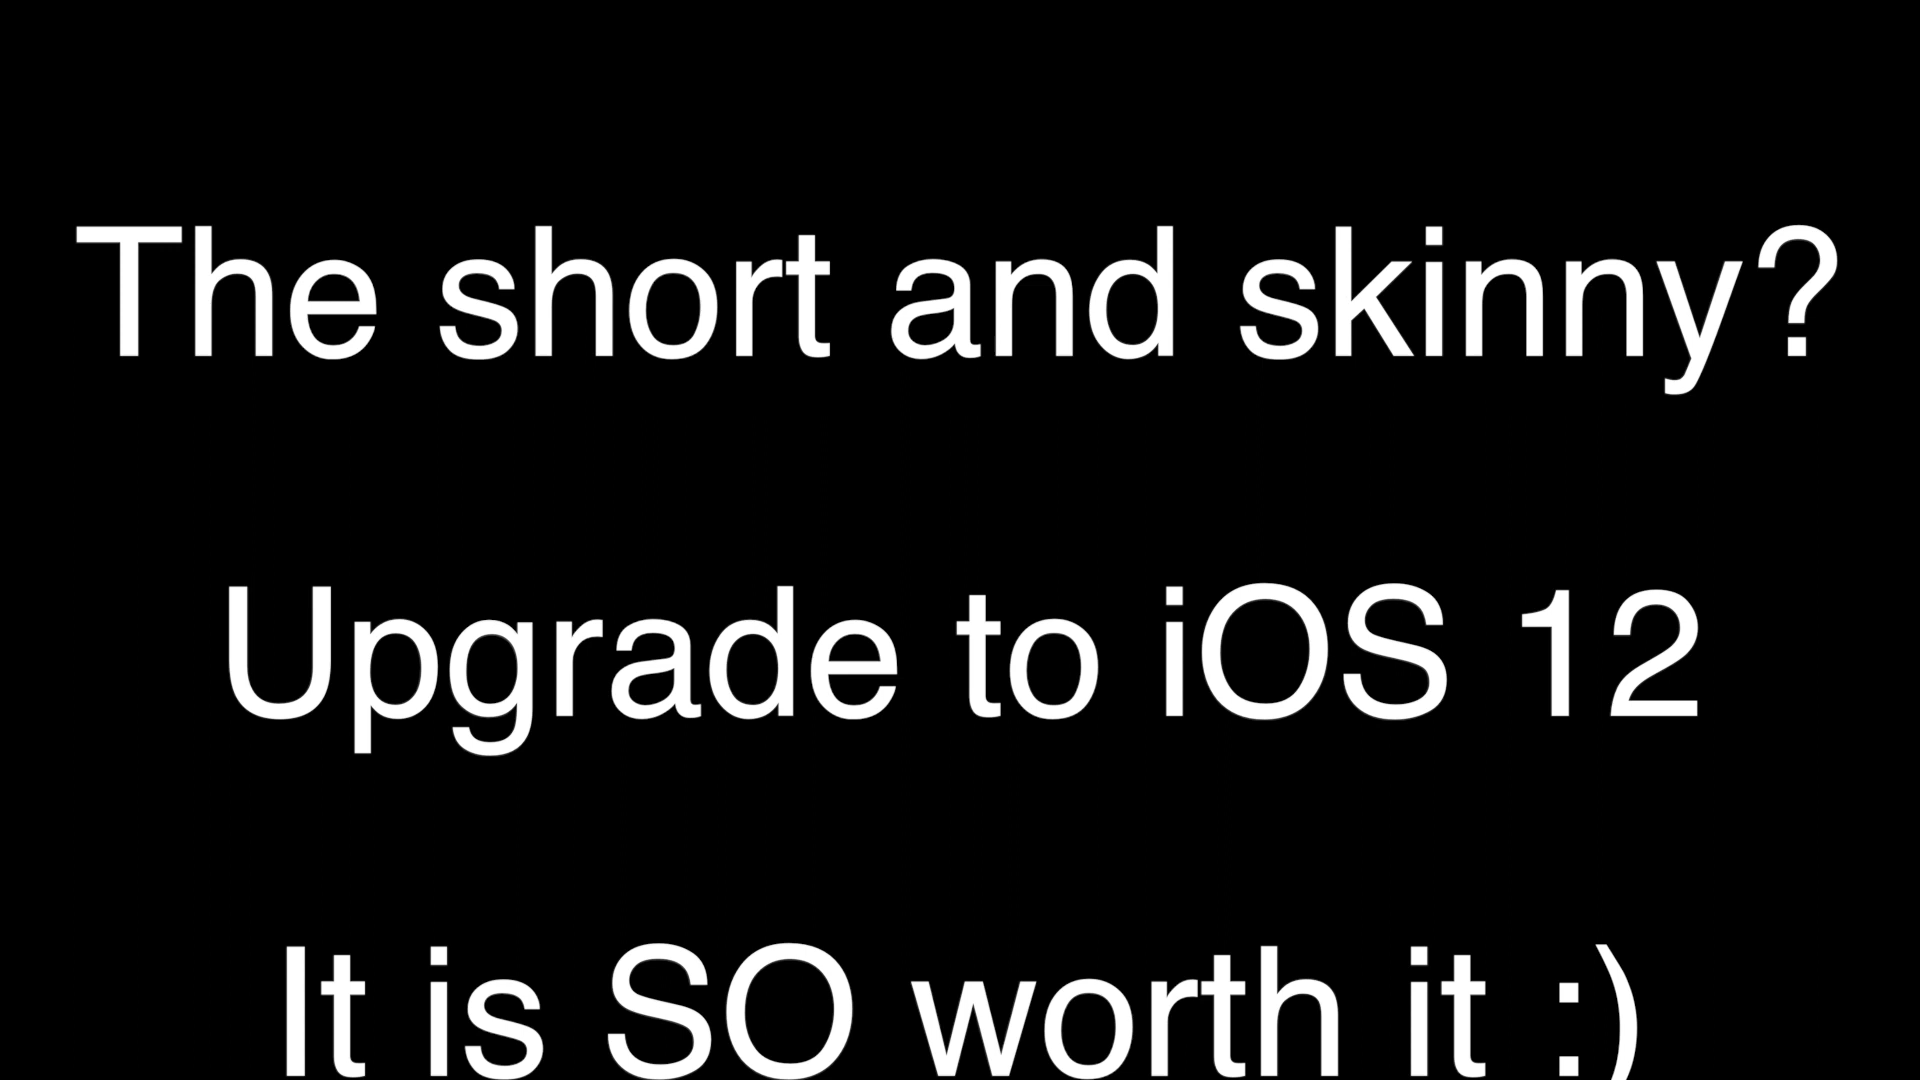 The short and skinny?
Upgrade to iOS 12
It is SO worth it :)